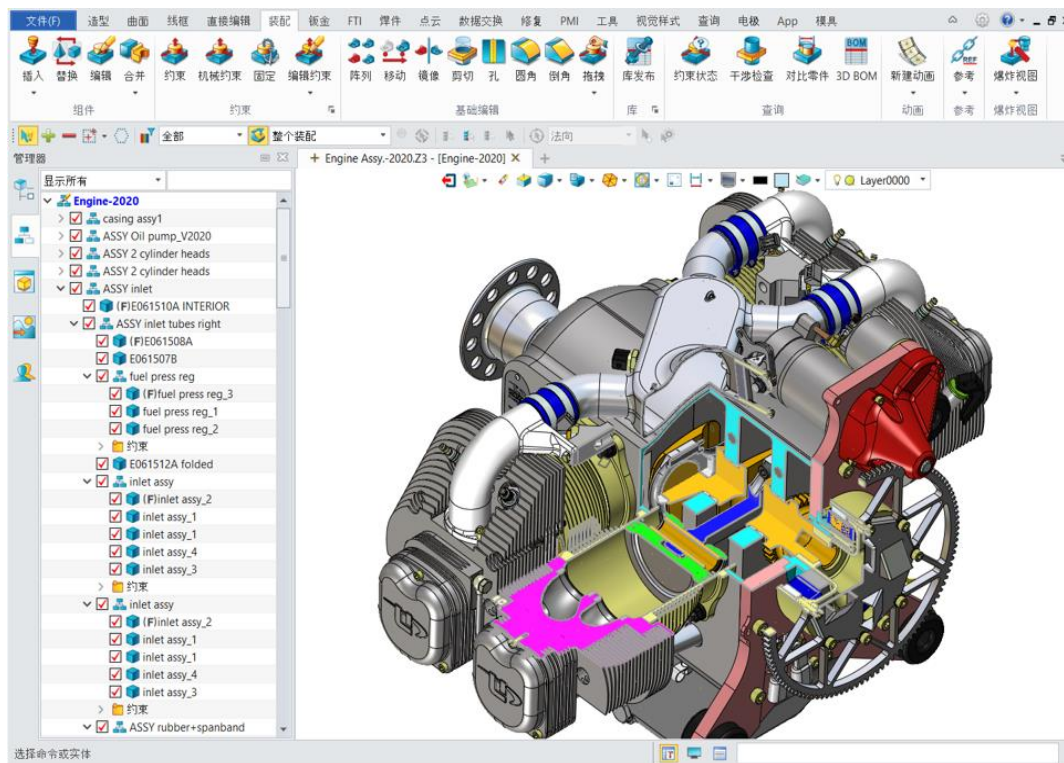 文件(F) 造型 曲面 线框 直接编辑 装配 钣金 FTI 焊件 点云 数据交换 修复 PMI 工具 视觉样式 查询 电极 App 模具
插入 替换 编辑 合并 约束 机械约束 固定 编辑约束 阵列 移动 镜像 剪切 孔 圆角 倒角 拖拽 库发布 约束状态 干涉检查 对比零件 3D BOM 新建动画 参考 爆炸视图
组件 约束 基础编辑 库 查询 动画 参考 爆炸视图
全部 整个装配 法向
管理器
Engine Assy.-2020.Z3 - [Engine-2020]
显示所有
Layer0000
Engine-2020
casing assy1
ASSY Oil pump_V2020
ASSY 2 cylinder heads
ASSY 2 cylinder heads
ASSY inlet
(F)E061510A INTERIOR
ASSY inlet tubes right
(F)E061508A
E061507B
fuel press reg
(F)fuel press reg_3
fuel press reg_1
fuel press reg_2
约束
E061512A folded
inlet assy
(F)inlet assy_2
inlet assy_1
inlet assy_1
inlet assy_4
inlet assy_3
约束
inlet assy
(F)inlet assy_2
inlet assy_1
inlet assy_1
inlet assy_4
inlet assy_3
约束
ASSY rubber+spanband
选择命令或实体